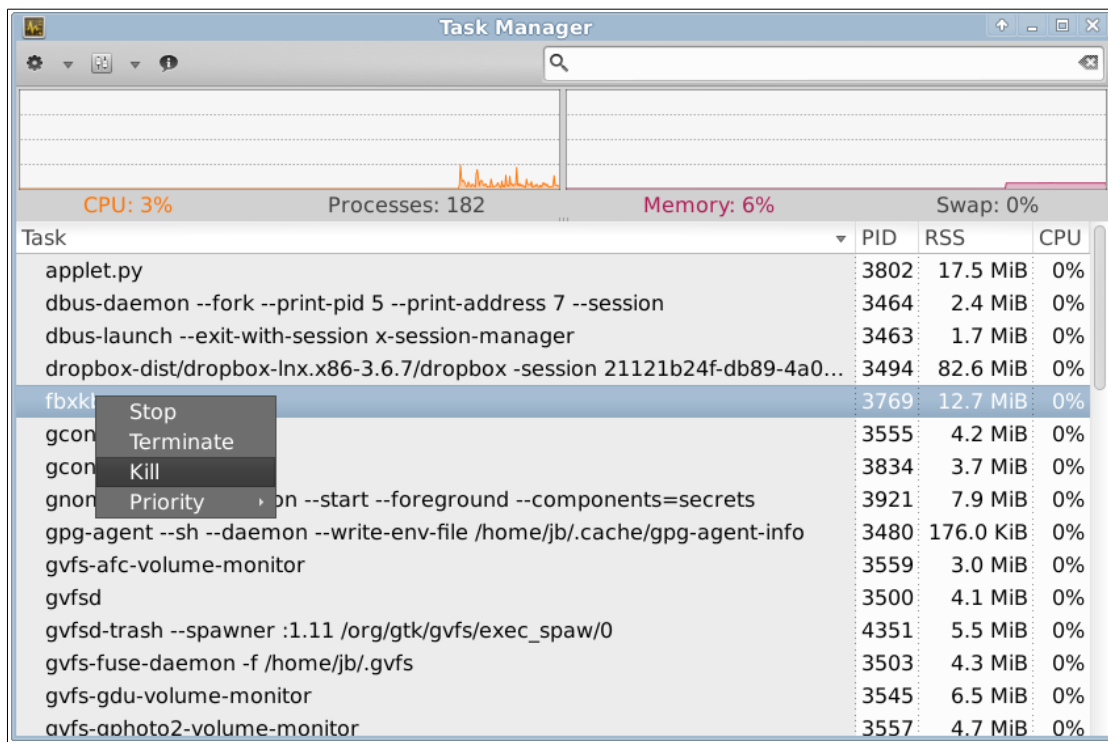 Task Manager
CPU: 3% Processes: 182 Memory: 6% Swap: 0%
Task PID RSS CPU
applet.py 3802 17.5 MiB 0%
dbus-daemon --fork --print-pid 5 --print-address 7 --session 3464 2.4 MiB 0%
dbus-launch --exit-with-session x-session-manager 3463 1.7 MiB 0%
dropbox-dist/dropbox-lnx.x86-3.6.7/dropbox -session 21121b24f-db89-4a0... 3494 82.6 MiB 0%
3769 12.7 MiB 0%
Stop
Terminate
Kill
Priority
gcon 3555 4.2 MiB 0%
gcon 3834 3.7 MiB 0%
on --start --foreground --components=secrets 3921 7.9 MiB 0%
gpg-agent --sh --daemon --write-env-file /home/jb/.cache/gpg-agent-info 3480 176.0 KiB 0%
gvfs-afc-volume-monitor 3559 3.0 MiB 0%
gvfsd 3500 4.1 MiB 0%
gvfsd-trash --spawner :1.11 /org/gtk/gvfs/exec_spaw/0 4351 5.5 MiB 0%
gvfs-fuse-daemon -f /home/jb/.gvfs 3503 4.3 MiB 0%
gvfs-gdu-volume-monitor 3545 6.5 MiB 0%
gvfs-gphoto2-volume-monitor 3557 4.7 MiB 0%